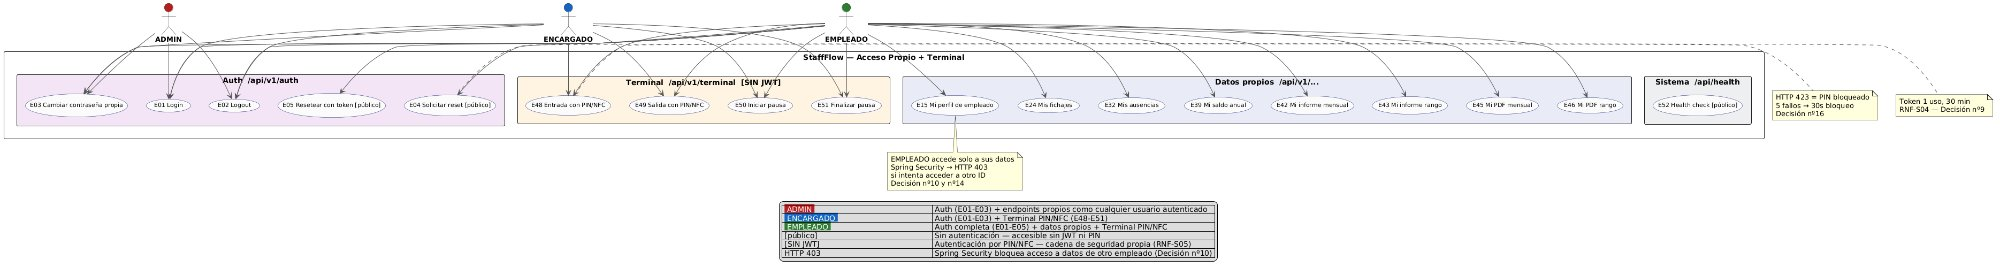 ADMIN
ENCARGADO
EMPLEADO
StaffFlow — Acceso Propio + Terminal
Auth  /api/v1/auth
E03 Cambiar contraseña propia
E01 Login
E02 Logout
E05 Resetear con token [público]
E04 Solicitar reset [público]
Terminal  /api/v1/terminal  [SIN JWT]
E48 Entrada con PIN/NFC
E49 Salida con PIN/NFC
E50 Iniciar pausa
E51 Finalizar pausa
Datos propios  /api/v1/...
E15 Mi perfil de empleado
E24 Mis fichajes
E32 Mis ausencias
E39 Mi saldo anual
E42 Mi informe mensual
E43 Mi informe rango
E45 Mi PDF mensual
E46 Mi PDF rango
Sistema  /api/health
E52 Health check [público]
HTTP 423 = PIN bloqueado
5 fallos → 30s bloqueo
Decisión nº16
Token 1 uso, 30 min
RNF-S04 — Decisión nº9
EMPLEADO accede solo a sus datos
Spring Security → HTTP 403
si intenta acceder a otro ID
Decisión nº10 y nº14
ADMIN Auth (E01-E03) + endpoints propios como cualquier usuario autenticado
ENCARGADO Auth (E01-E03) + Terminal PIN/NFC (E48-E51)
EMPLEADO Auth completa (E01-E05) + datos propios + Terminal PIN/NFC
[público] Sin autenticación — accesible sin JWT ni PIN
[SIN JWT] Autenticación por PIN/NFC — cadena de seguridad propia (RNF-S05)
HTTP 403 Spring Security bloquea acceso a datos de otro empleado (Decisión nº10)